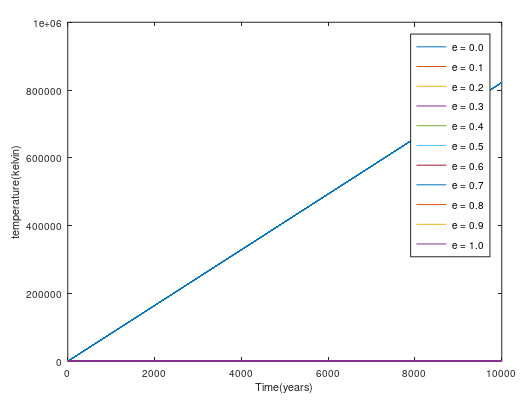 1e+06
800000
600000
400000
200000
0
temperature(kelvin)
0 2000 4000 6000 8000 10000
Time(years)
e = 0.0
e = 0.1
e = 0.2
e = 0.3
e = 0.4
e = 0.5
e = 0.6
e = 0.7
e = 0.8
e = 0.9
e = 1.0